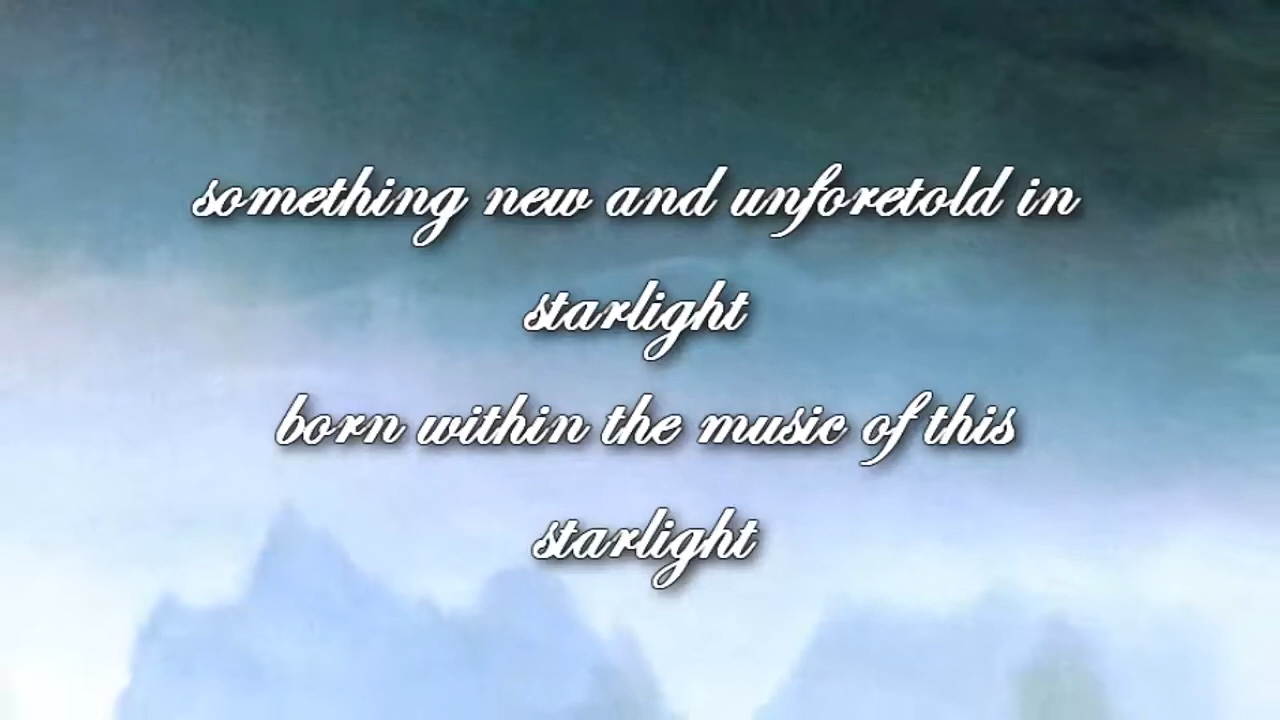 something new and unforetold in
starlight
born within the music of this
starlight